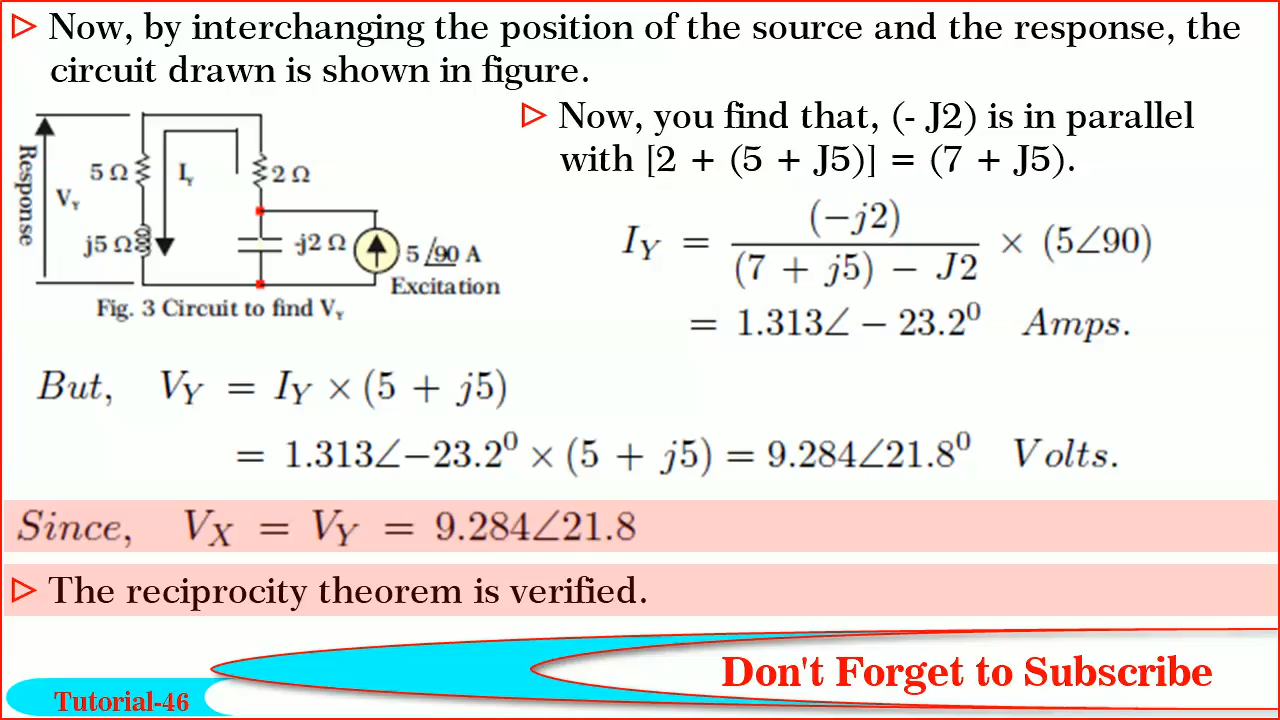 Now, by interchanging the position of the source and the response, the
circuit drawn is shown in figure.
Now, you find that, (- J2) is in parallel
with [2 + (5 + J5)] = (7 + J5).
Response
V_Y
5 Ω
j5 Ω
I_Y
2 Ω
-j2 Ω
5 /90 A
Excitation
Fig. 3 Circuit to find V_Y
I_Y = (−j2) / ((7 + j5) − J2) × (5∠90)
= 1.313∠ − 23.2⁰ Amps.
But, V_Y = I_Y × (5 + j5)
= 1.313∠−23.2⁰ × (5 + j5) = 9.284∠21.8⁰ Volts.
Since, V_X = V_Y = 9.284∠21.8
The reciprocity theorem is verified.
Don't Forget to Subscribe
Tutorial-46